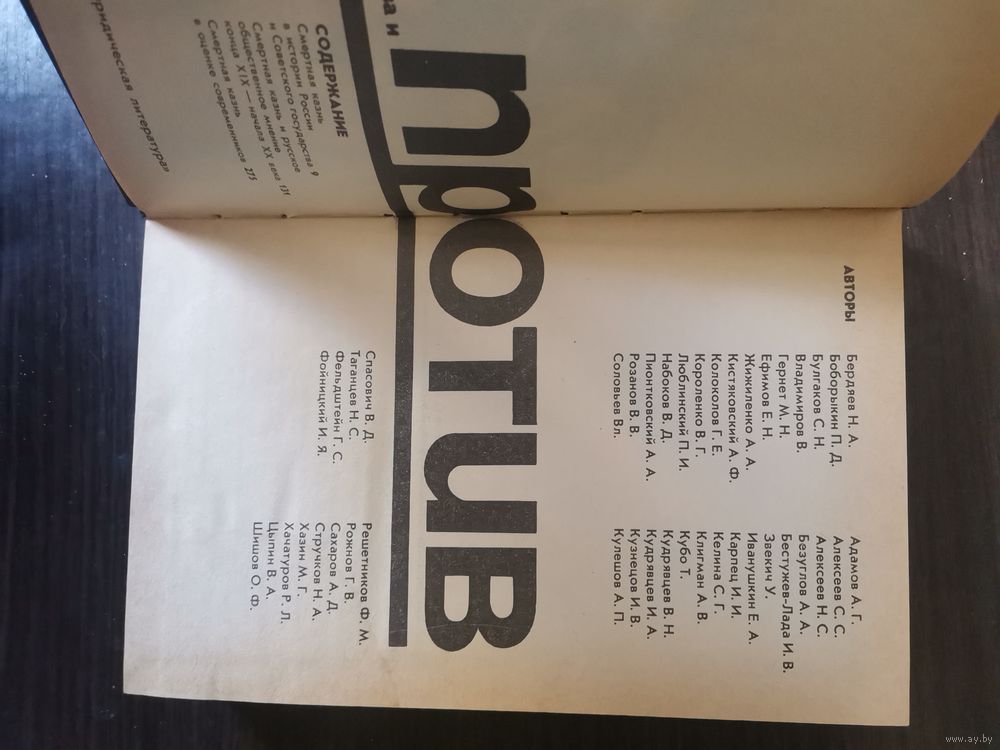 за и
против
СОДЕРЖАНИЕ
Смертная казнь
в истории России
и Советского государства 9
Смертная казнь и русское
общественное мнение
конца XIX — начала XX века 131
Смертная казнь
в оценке современников 275
юридическая литература»
АВТОРЫ
Бердяев Н. А.
Боборыкин П. Д.
Булгаков С. Н.
Владимиров В.
Гернет М. Н.
Ефимов Е. Н.
Жижиленко А. А.
Кистяковский А. Ф.
Колоколов Г. Е.
Короленко В. Г.
Люблинский П. И.
Набоков В. Д.
Пионтковский А. А.
Розанов В. В.
Соловьев Вл.
Спасович В. Д.
Таганцев Н. С.
Фельдштейн Г. С.
Фойницкий И. Я.
Адамов А. Г.
Алексеев С. С.
Алексеев Н. С.
Безуглов А. А.
Бестужев-Лада И. В.
Звекич У.
Иванушкин Е. А.
Карпец И. И.
Келина С. Г.
Клигман А. В.
Кубо Т.
Кудрявцев В. Н.
Кудрявцев И. А.
Кузнецов И. В.
Кулешов А. П.
Решетников Ф. М.
Рожнов Г. В.
Сахаров А. Д.
Стручков Н. А.
Хазин М. Г.
Хачатуров Р. Л.
Цыпин В. А.
Шишов О. Ф.
www.ay.by